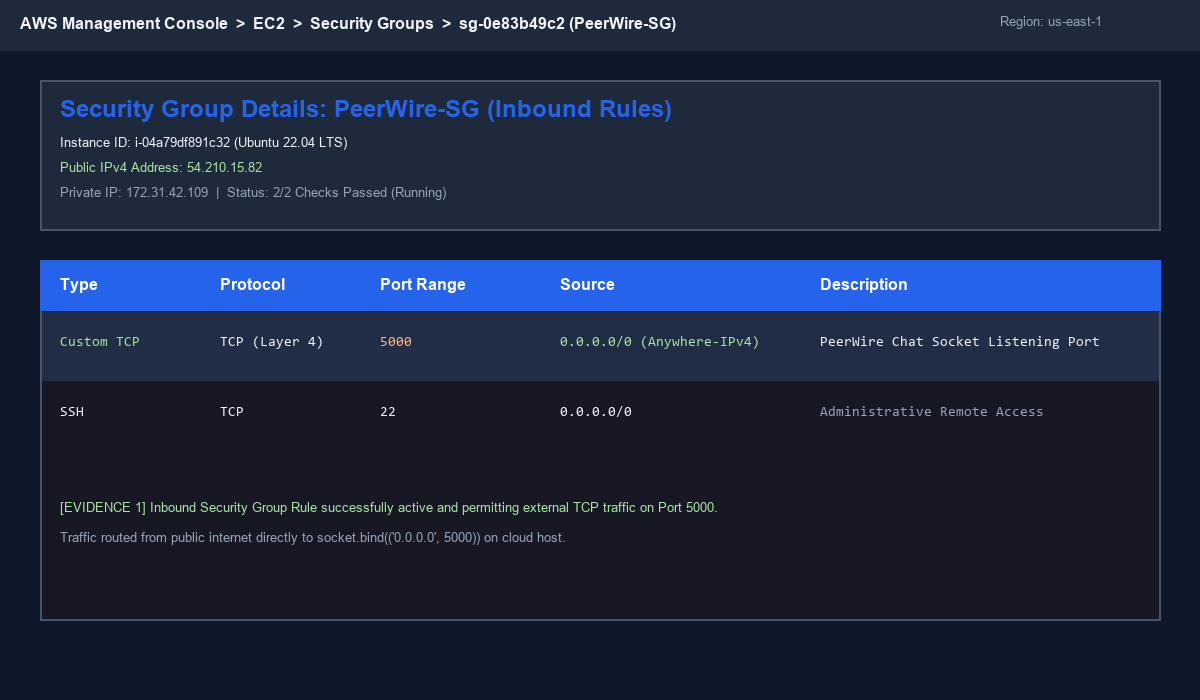 AWS Management Console > EC2 > Security Groups > sg-0e83b49c2 (PeerWire-SG) Region: us-east-1
Security Group Details: PeerWire-SG (Inbound Rules)
Instance ID: i-04a79df891c32 (Ubuntu 22.04 LTS)
Public IPv4 Address: 54.210.15.82
Private IP: 172.31.42.109 | Status: 2/2 Checks Passed (Running)
Type Protocol Port Range Source Description
Custom TCP TCP (Layer 4) 5000 0.0.0.0/0 (Anywhere-IPv4) PeerWire Chat Socket Listening Port
SSH TCP 22 0.0.0.0/0 Administrative Remote Access
[EVIDENCE 1] Inbound Security Group Rule successfully active and permitting external TCP traffic on Port 5000.
Traffic routed from public internet directly to socket.bind(('0.0.0.0', 5000)) on cloud host.